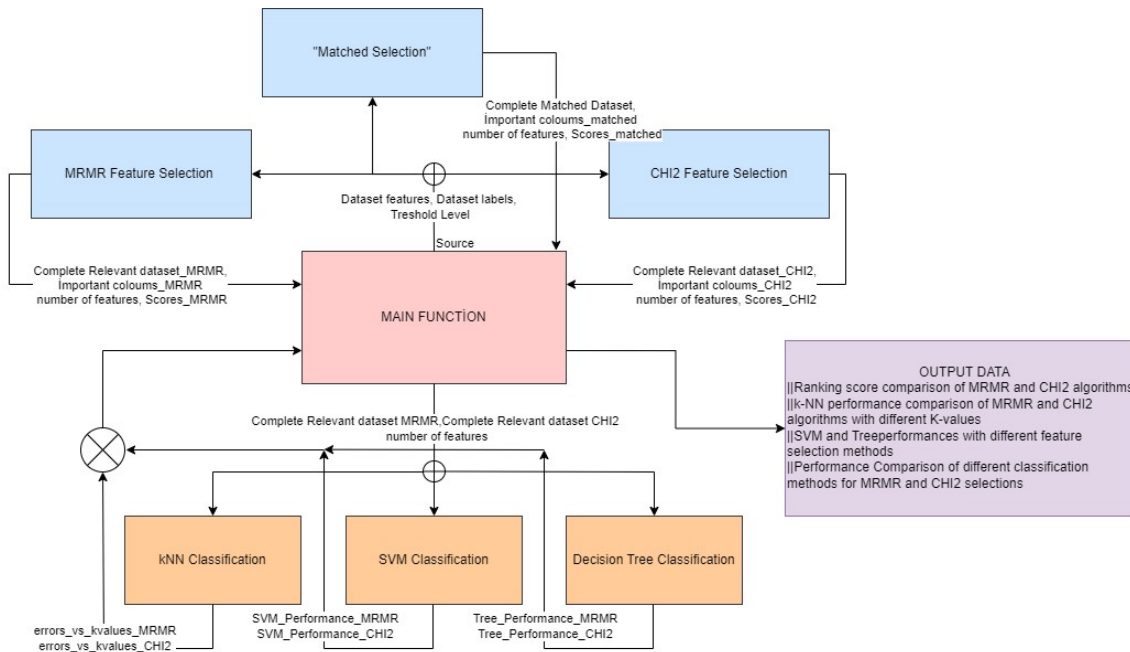 "Matched Selection"
Complete Matched Dataset,
İmportant coloums_matched
number of features, Scores_matched
MRMR Feature Selection
CHI2 Feature Selection
Dataset features, Dataset labels,
Treshold Level
Source
Complete Relevant dataset_MRMR,
İmportant coloums_MRMR
number of features, Scores_MRMR
Complete Relevant dataset_CHI2,
İmportant coloums_CHI2
number of features, Scores_CHI2
MAIN FUNCTİON
OUTPUT DATA
||Ranking score comparison of MRMR and CHI2 algorithms
||k-NN performance comparison of MRMR and CHI2
algorithms with different K-values
||SVM and Treeperformances with different feature
selection methods
||Performance Comparison of different classification
methods for MRMR and CHI2 selections
Complete Relevant dataset MRMR,Complete Relevant dataset CHI2
number of features
kNN Classification
SVM Classification
Decision Tree Classification
errors_vs_kvalues_MRMR
errors_vs_kvalues_CHI2
SVM_Performance_MRMR
SVM_Performance_CHI2
Tree_Performance_MRMR
Tree_Performance_CHI2